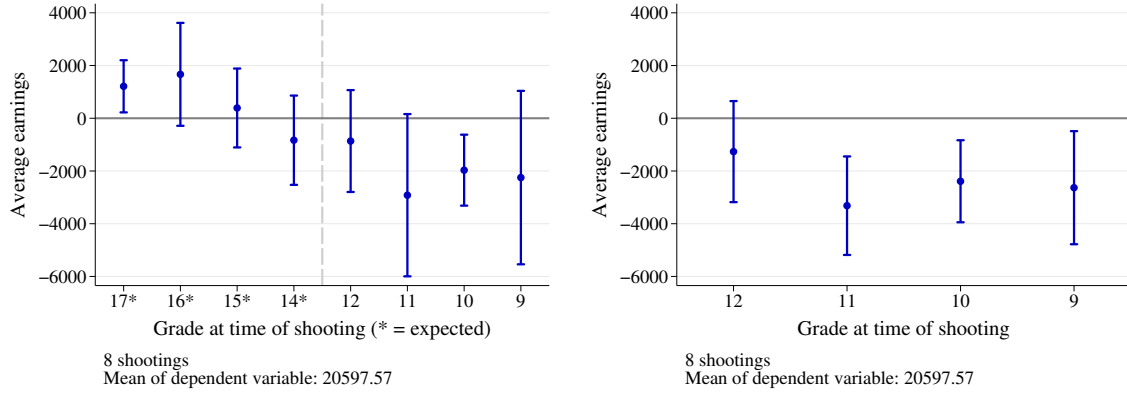 Average earnings
4000
2000
0
−2000
−4000
−6000
17* 16* 15* 14* 12 11 10 9
Grade at time of shooting (* = expected)
8 shootings
Mean of dependent variable: 20597.57
Average earnings
4000
2000
0
−2000
−4000
−6000
12 11 10 9
Grade at time of shooting
8 shootings
Mean of dependent variable: 20597.57